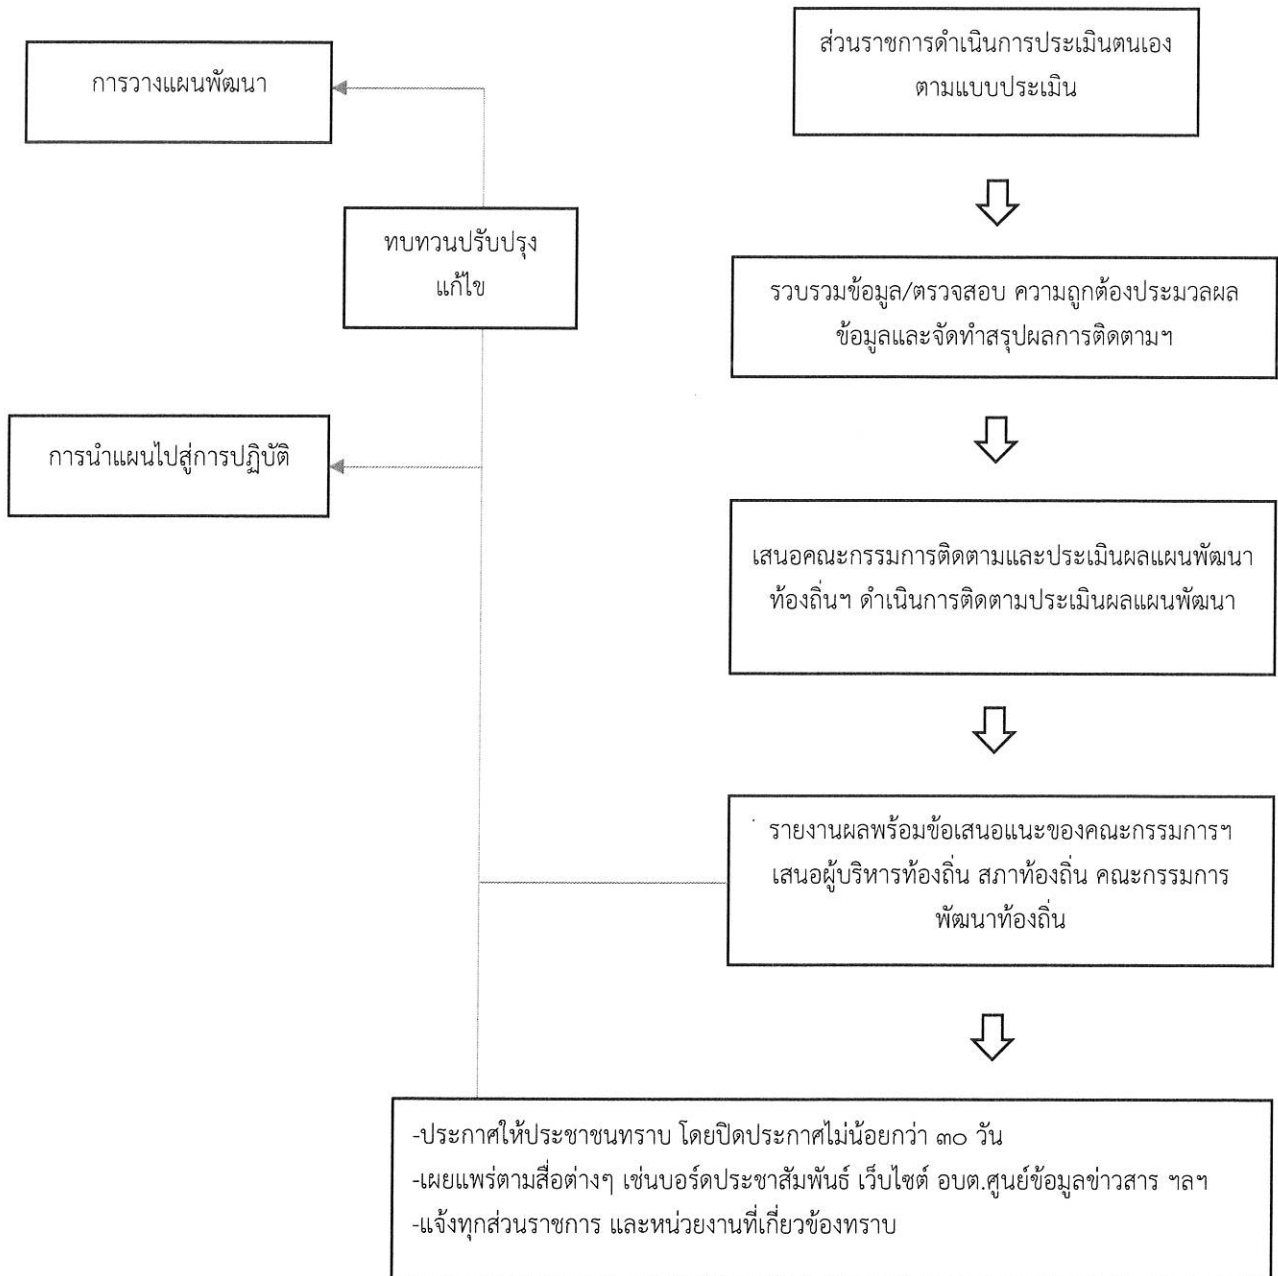 ส่วนราชการดำเนินการประเมินตนเอง
ตามแบบประเมิน
การวางแผนพัฒนา
ทบทวนปรับปรุง
แก้ไข
รวบรวมข้อมูล/ตรวจสอบ ความถูกต้องประมวลผล
ข้อมูลและจัดทำสรุปผลการติดตามฯ
การนำแผนไปสู่การปฏิบัติ
เสนอคณะกรรมการติดตามและประเมินผลแผนพัฒนา
ท้องถิ่นฯ ดำเนินการติดตามประเมินผลแผนพัฒนา
รายงานผลพร้อมข้อเสนอแนะของคณะกรรมการฯ
เสนอผู้บริหารท้องถิ่น สภาท้องถิ่น คณะกรรมการ
พัฒนาท้องถิ่น
-ประกาศให้ประชาชนทราบ โดยปิดประกาศไม่น้อยกว่า ๓๐ วัน
-เผยแพร่ตามสื่อต่างๆ เช่นบอร์ดประชาสัมพันธ์ เว็บไซต์ อบต.ศูนย์ข้อมูลข่าวสาร ฯลฯ
-แจ้งทุกส่วนราชการ และหน่วยงานที่เกี่ยวข้องทราบ